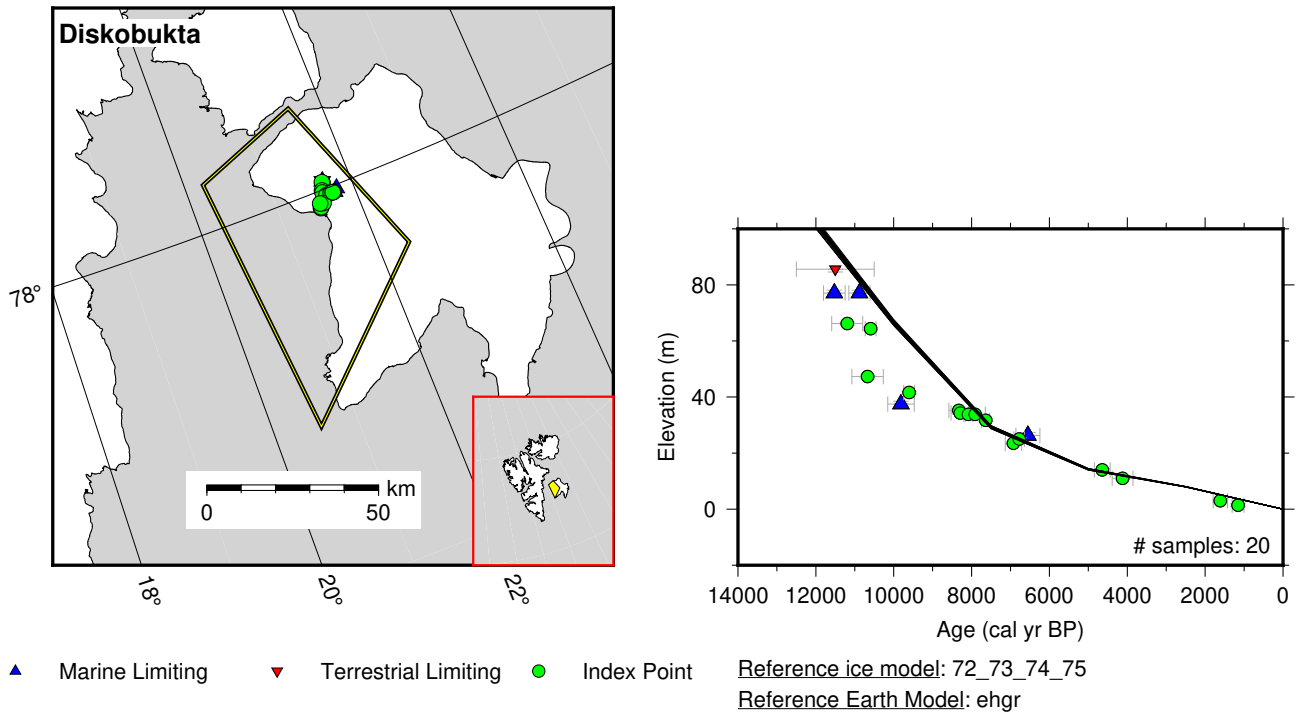 Diskobukta
78°
km
0 50
18° 20° 22°
80
40
0
Elevation (m)
# samples: 20
14000 12000 10000 8000 6000 4000 2000 0
Age (cal yr BP)
Marine Limiting Terrestrial Limiting Index Point
Reference ice model: 72_73_74_75
Reference Earth Model: ehgr